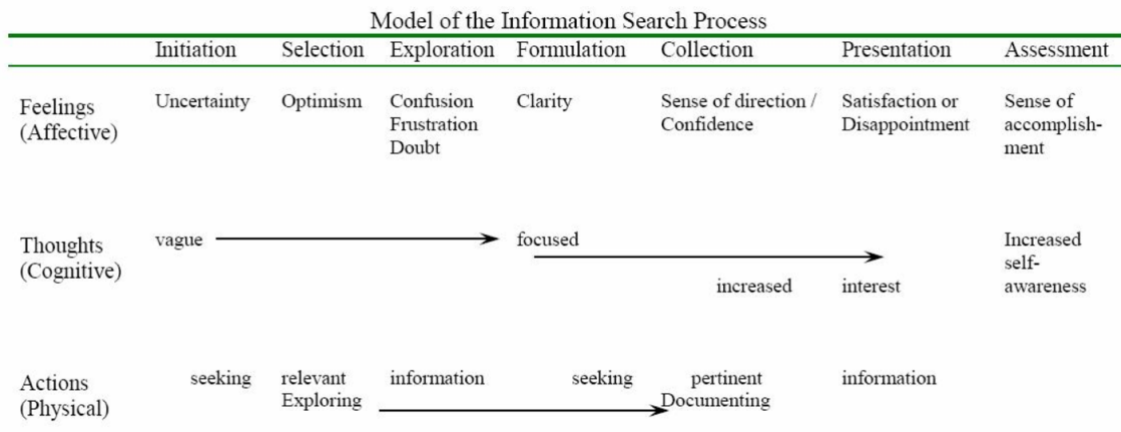 Model of the Information Search Process
Initiation Selection Exploration Formulation Collection Presentation Assessment
Feelings (Affective) Uncertainty Optimism Confusion Frustration Doubt Clarity Sense of direction / Confidence Satisfaction or Disappointment Sense of accomplish-ment
Thoughts (Cognitive) vague focused Increased self-awareness
increased interest
Actions (Physical) seeking relevant information seeking pertinent information
Exploring Documenting